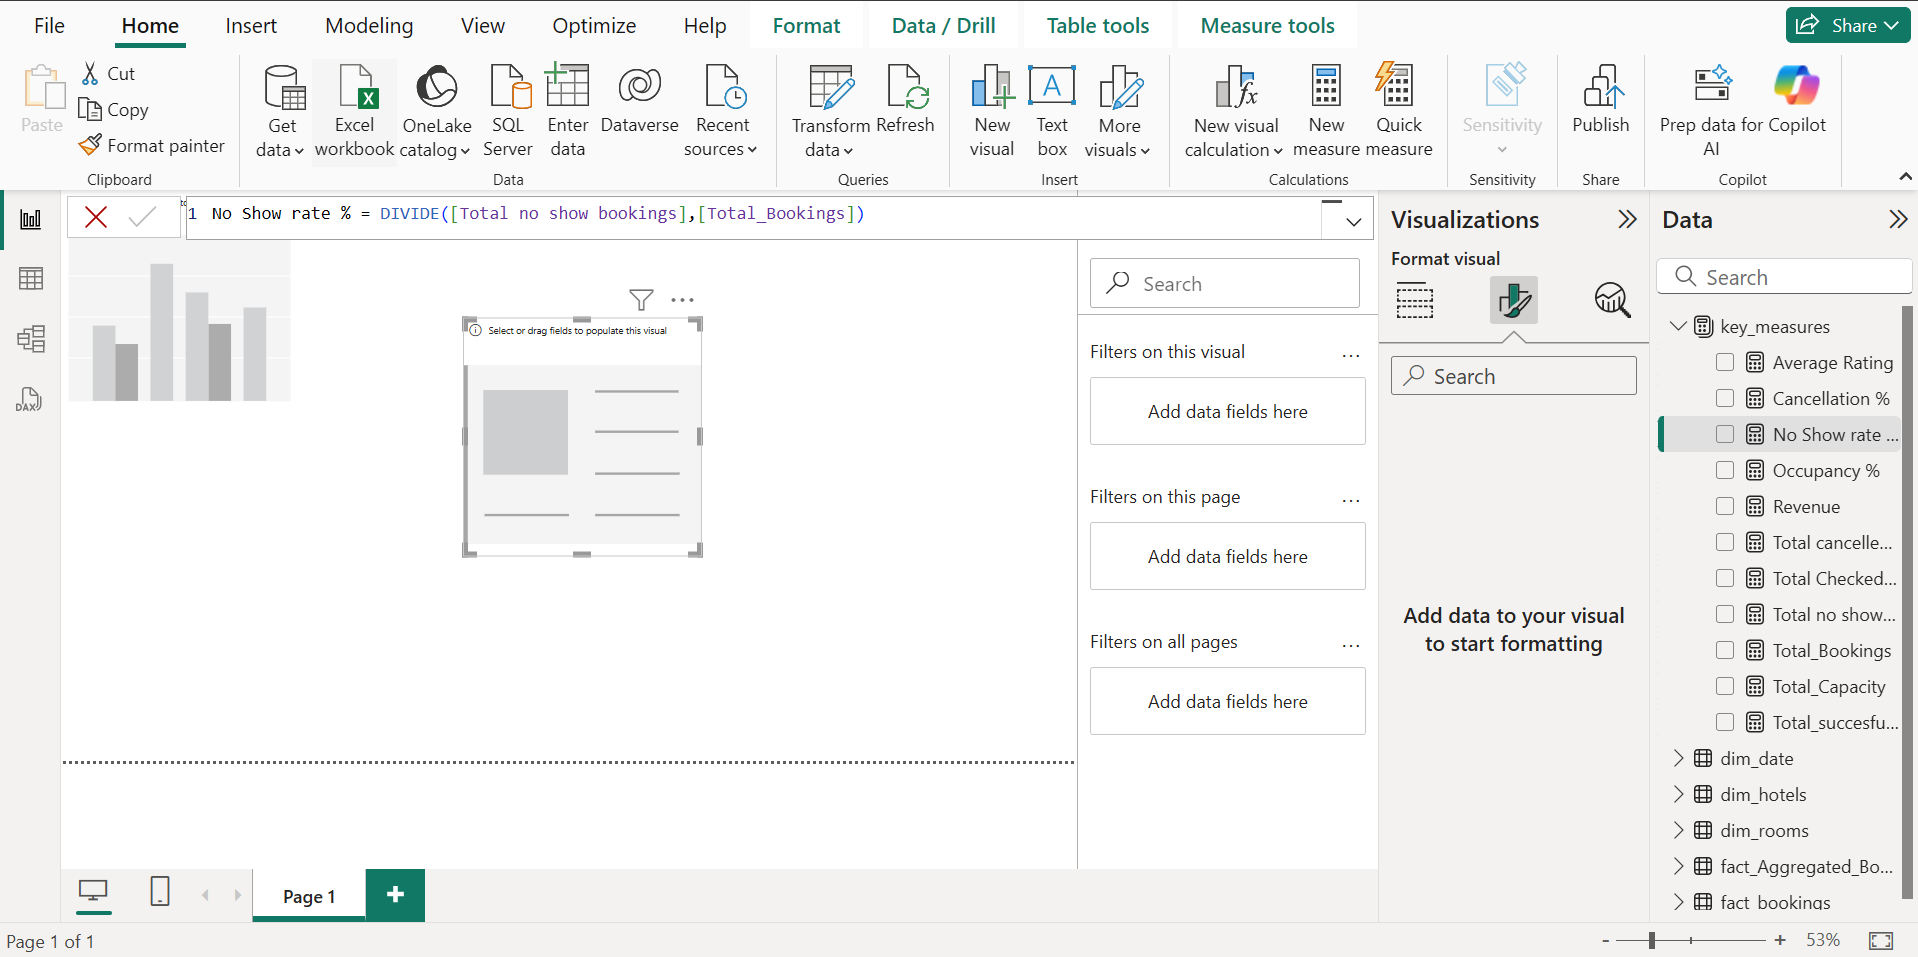 File Home Insert Modeling View Optimize Help Format Data / Drill Table tools Measure tools Share
Paste
Cut
Copy
Format painter
Clipboard
Get data
Excel workbook
OneLake catalog
SQL Server
Enter data
Dataverse
Recent sources
Data
Transform data
Refresh
Queries
New visual
Text box
More visuals
Insert
New visual calculation
New measure
Quick measure
Calculations
Sensitivity
Sensitivity
Publish
Share
Prep data for AI
Copilot
Copilot
1 No Show rate % = DIVIDE([Total no show bookings],[Total_Bookings])
DAX
Select or drag fields to populate this visual
Search
Filters on this visual ...
Add data fields here
Filters on this page ...
Add data fields here
Filters on all pages ...
Add data fields here
Visualizations
Format visual
Search
Add data to your visual
to start formatting
Data
Search
key_measures
Average Rating
Cancellation %
No Show rate ...
Occupancy %
Revenue
Total cancelle...
Total Checked...
Total no show...
Total_Bookings
Total_Capacity
Total_succesfu...
dim_date
dim_hotels
dim_rooms
fact_Aggregated_Bo...
fact_bookings
Page 1
+
Page 1 of 1
- + 53%